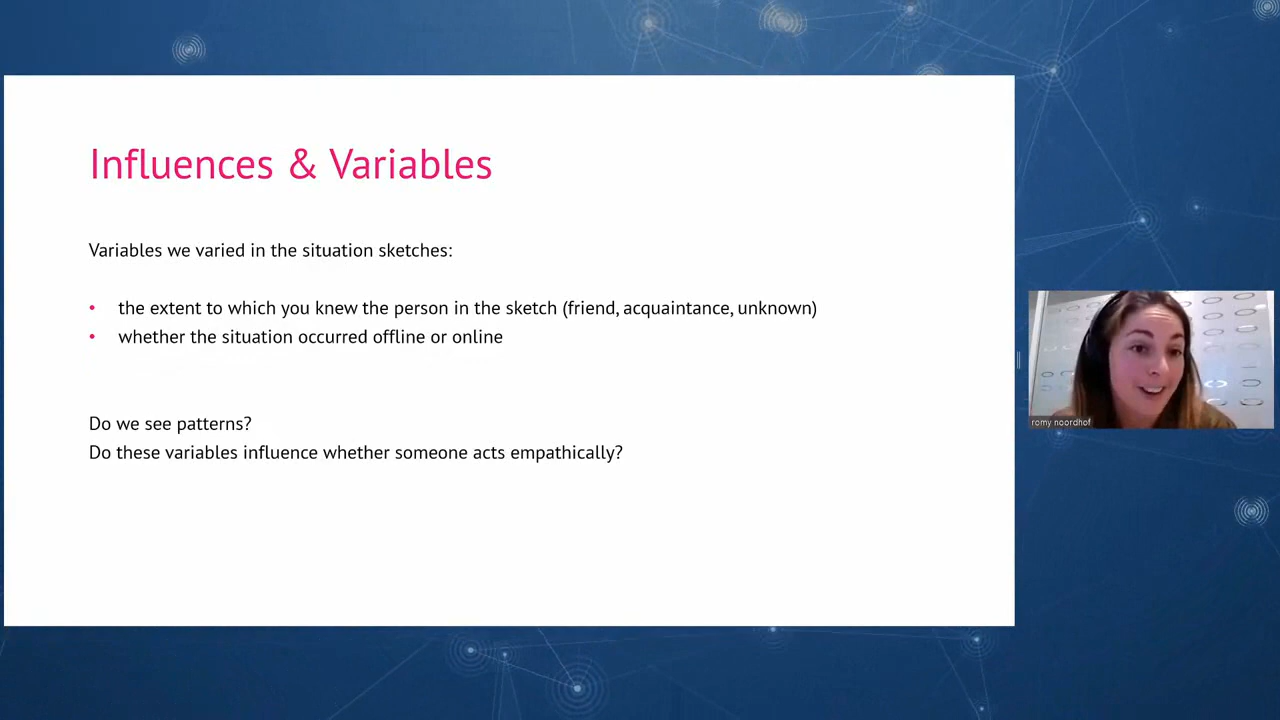 Influences & Variables
Variables we varied in the situation sketches:
• the extent to which you knew the person in the sketch (friend, acquaintance, unknown)
• whether the situation occurred offline or online
Do we see patterns?
Do these variables influence whether someone acts empathically?
romy noordhof